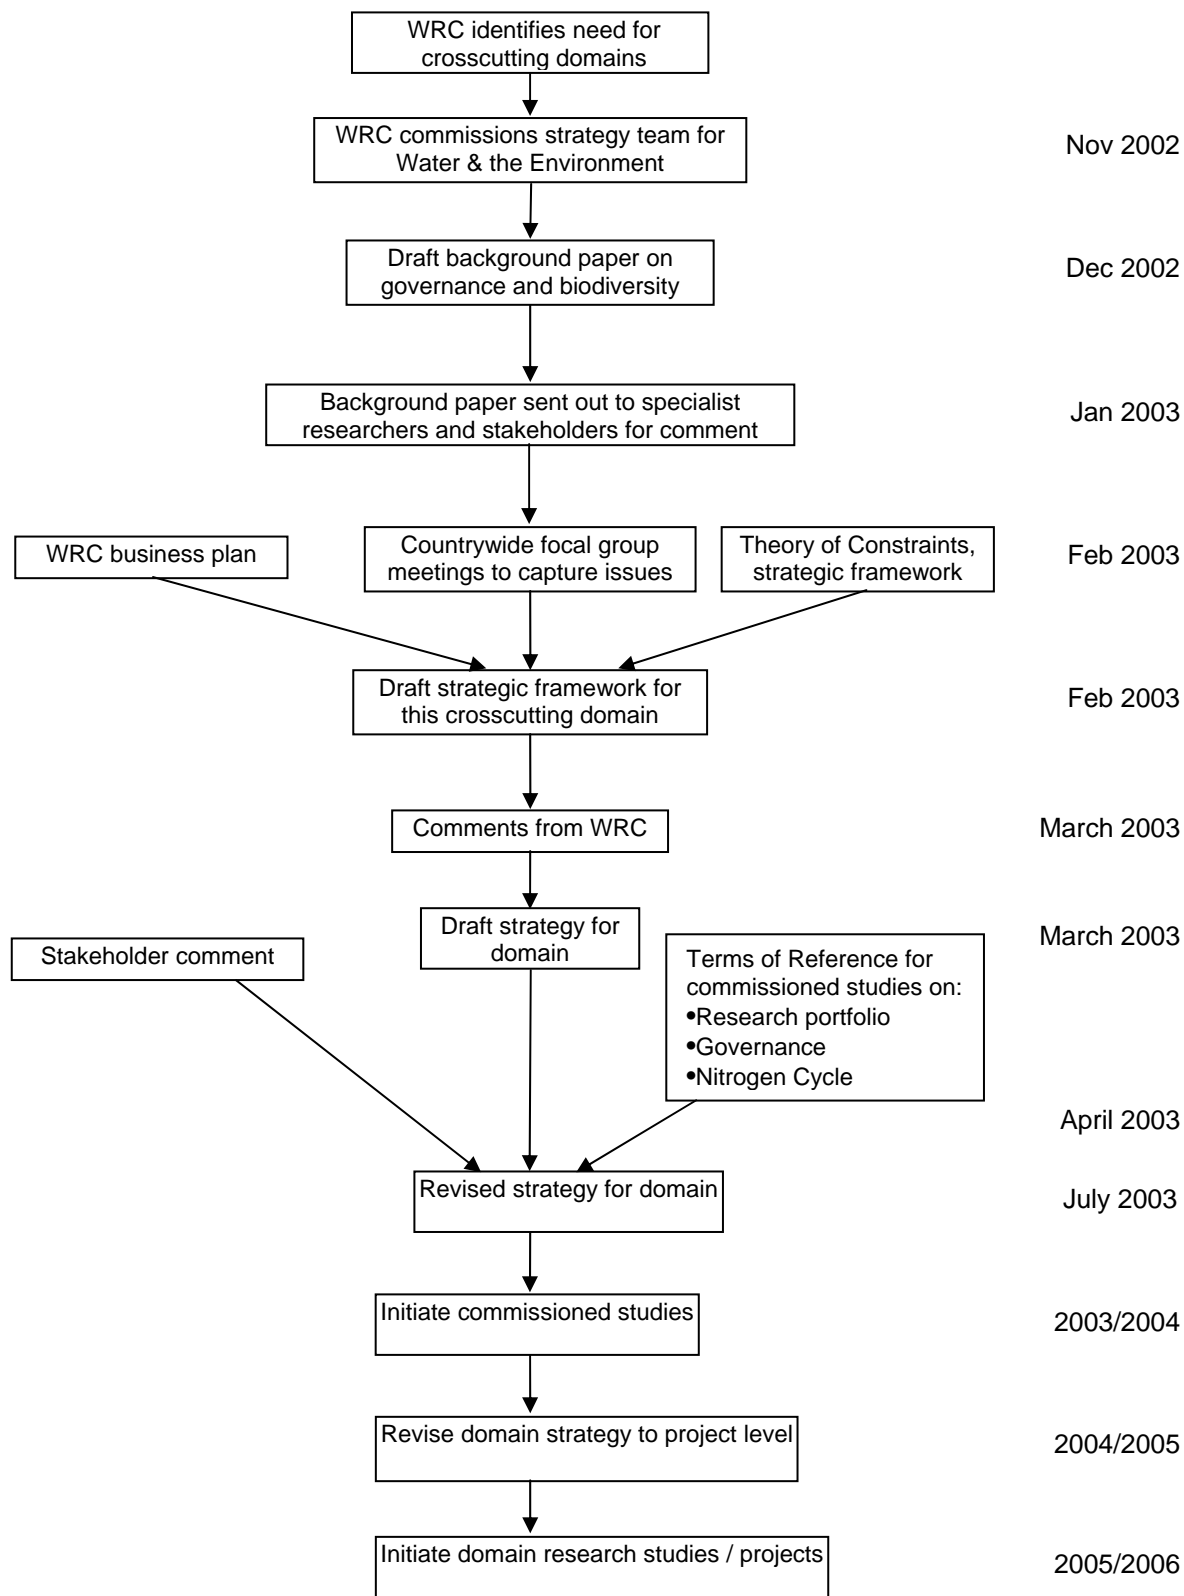 WRC identifies need for
crosscutting domains
WRC commissions strategy team for
Water & the Environment
Nov 2002
Draft background paper on
governance and biodiversity
Dec 2002
Background paper sent out to specialist
researchers and stakeholders for comment
Jan 2003
WRC business plan
Countrywide focal group
meetings to capture issues
Theory of Constraints,
strategic framework
Feb 2003
Draft strategic framework for
this crosscutting domain
Feb 2003
Comments from WRC
March 2003
Draft strategy for
domain
March 2003
Stakeholder comment
Terms of Reference for
commissioned studies on:
•Research portfolio
•Governance
•Nitrogen Cycle
April 2003
Revised strategy for domain
July 2003
Initiate commissioned studies
2003/2004
Revise domain strategy to project level
2004/2005
Initiate domain research studies / projects
2005/2006